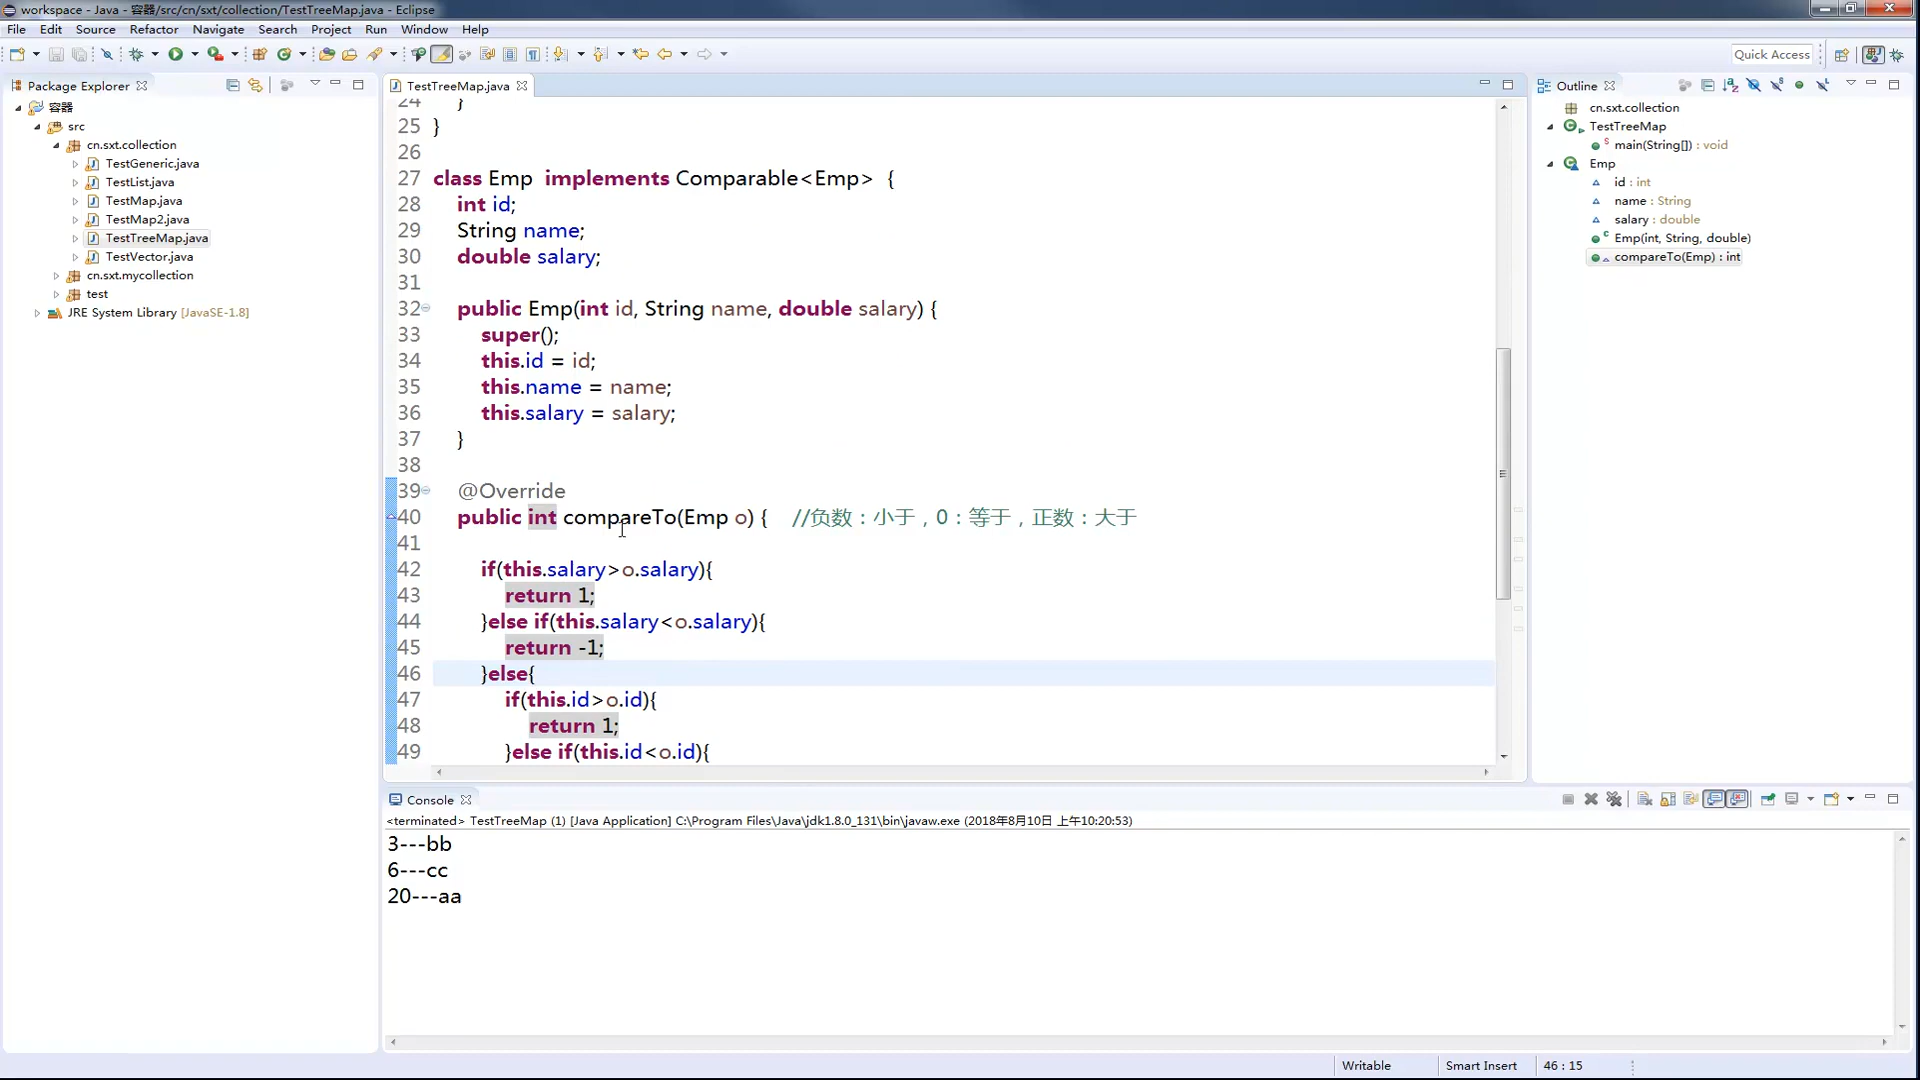 workspace - Java - 容器/src/cn/sxt/collection/TestTreeMap.java - Eclipse
File Edit Source Refactor Navigate Search Project Run Window Help
Quick Access
Package Explorer
容器
src
cn.sxt.collection
TestGeneric.java
TestList.java
TestMap.java
TestMap2.java
TestTreeMap.java
TestVector.java
cn.sxt.mycollection
test
JRE System Library [JavaSE-1.8]
TestTreeMap.java
24 }
25 }
26
27 class Emp implements Comparable<Emp> {
28 int id;
29 String name;
30 double salary;
31
32 public Emp(int id, String name, double salary) {
33 super();
34 this.id = id;
35 this.name = name;
36 this.salary = salary;
37 }
38
39 @Override
40 public int compareTo(Emp o) { //负数：小于，0：等于，正数：大于
41
42 if(this.salary>o.salary){
43 return 1;
44 }else if(this.salary<o.salary){
45 return -1;
46 }else{
47 if(this.id>o.id){
48 return 1;
49 }else if(this.id<o.id){
Outline
cn.sxt.collection
TestTreeMap
main(String[]) : void
Emp
id : int
name : String
salary : double
Emp(int, String, double)
compareTo(Emp) : int
Console
<terminated> TestTreeMap (1) [Java Application] C:\Program Files\Java\jdk1.8.0_131\bin\javaw.exe (2018年8月10日 上午10:20:53)
3---bb
6---cc
20---aa
Writable Smart Insert 46 : 15